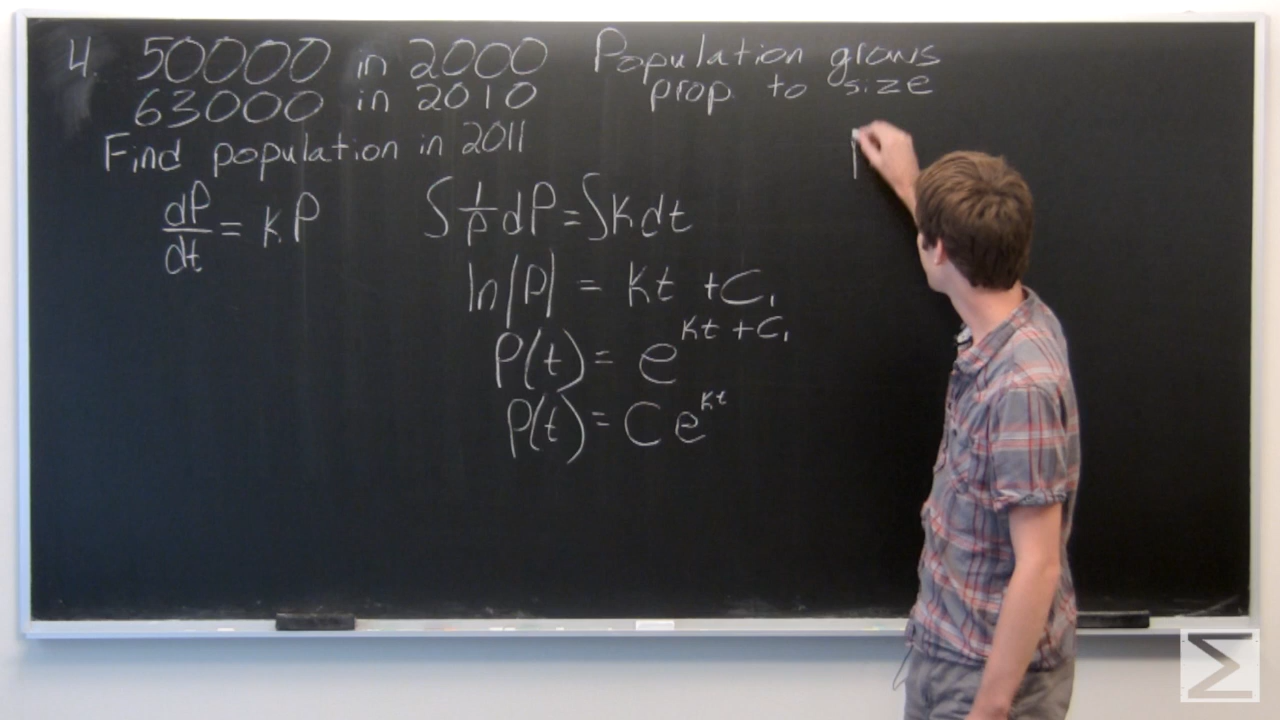 4. 50000 in 2000 Population grows
63000 in 2010 prop. to size
Find population in 2011
dP/dt = kP
∫ 1/P dP = ∫ K dt
ln|P| = Kt + C₁
P(t) = e^(Kt + C₁)
P(t) = C e^(Kt)
Σ